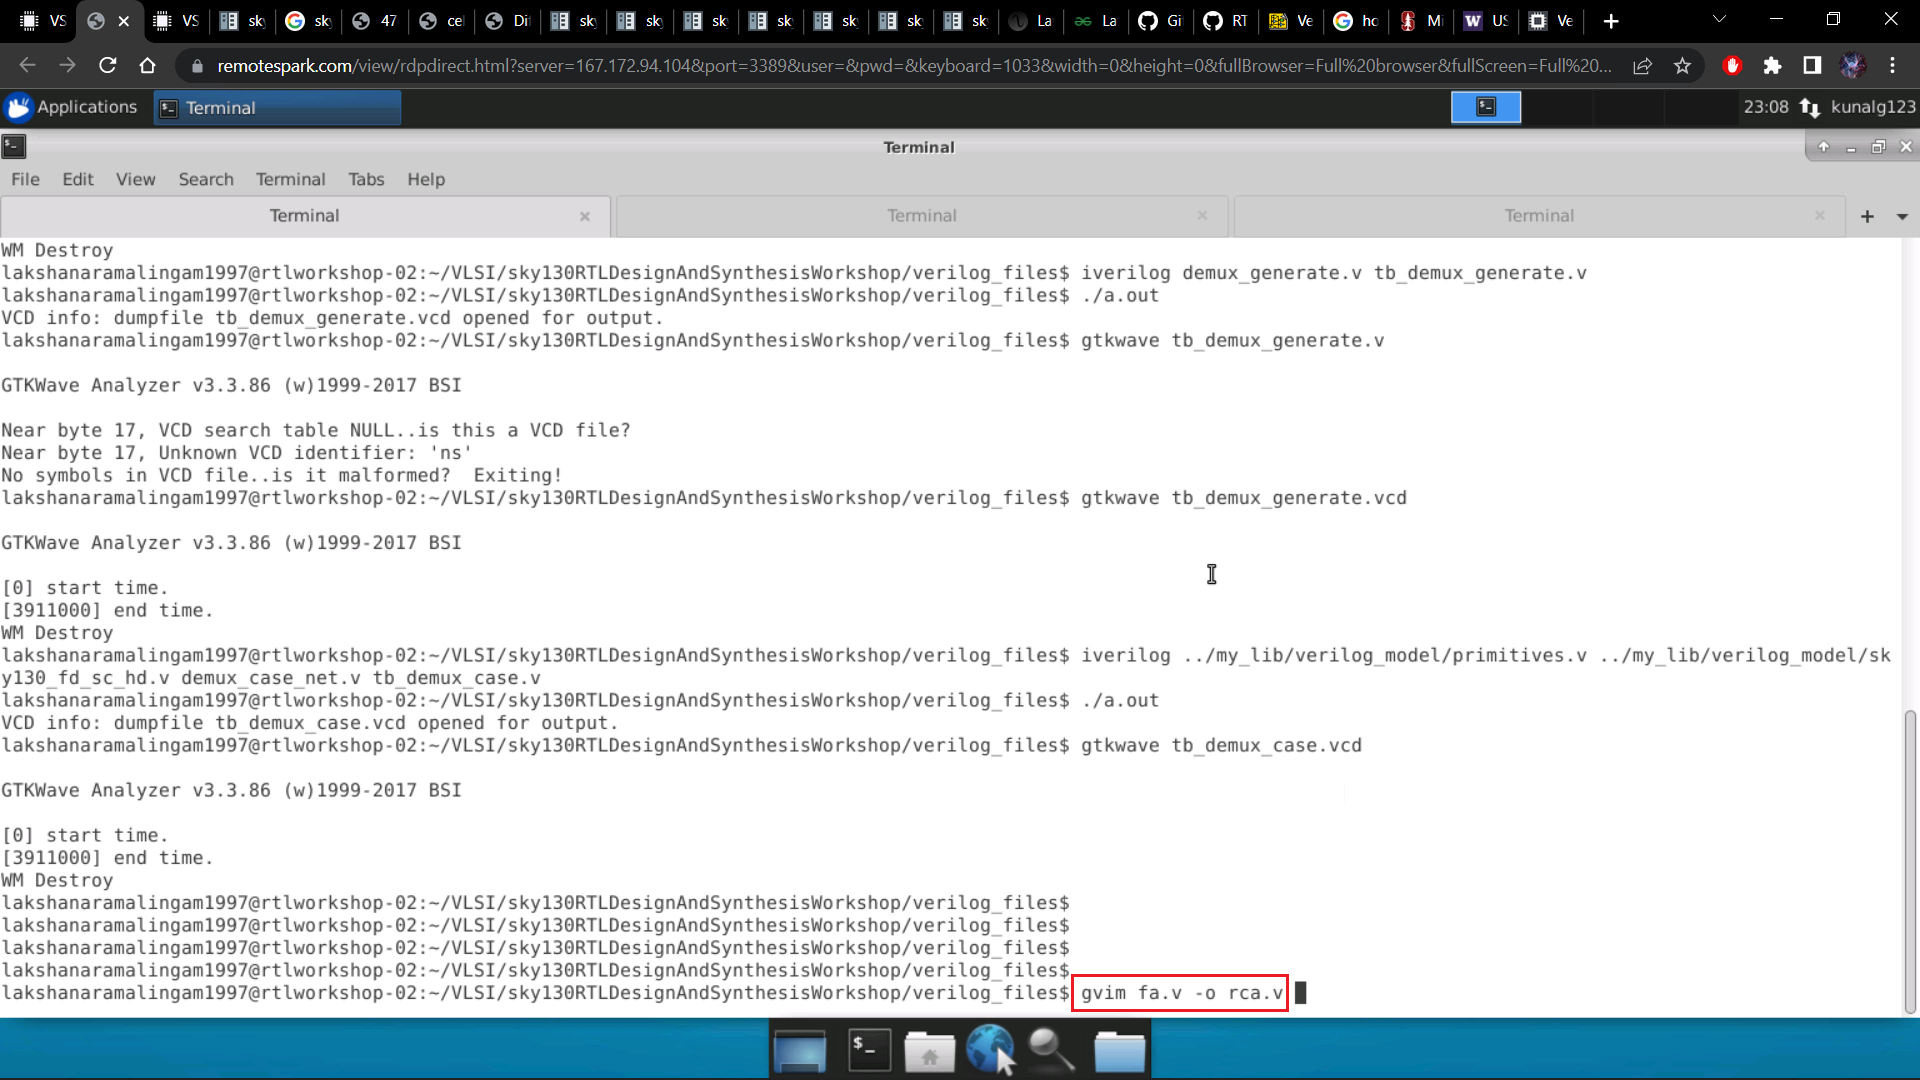 VS
VS
sky
sky
47
cel
Di
sky
sky
sky
sky
sky
sky
sky
La
La
Gi
RT
Ve
ho
Mi
US
Ve
remotespark.com/view/rdpdirect.html?server=167.172.94.104&port=3389&user=&pwd=&keyboard=1033&width=0&height=0&fullBrowser=Full%20browser&fullScreen=Full%20...
Applications
Terminal
23:08
kunalg123
Terminal
File Edit View Search Terminal Tabs Help
Terminal
Terminal
Terminal
WM Destroy
lakshanaramalingam1997@rtlworkshop-02:~/VLSI/sky130RTLDesignAndSynthesisWorkshop/verilog_files$ iverilog demux_generate.v tb_demux_generate.v
lakshanaramalingam1997@rtlworkshop-02:~/VLSI/sky130RTLDesignAndSynthesisWorkshop/verilog_files$ ./a.out
VCD info: dumpfile tb_demux_generate.vcd opened for output.
lakshanaramalingam1997@rtlworkshop-02:~/VLSI/sky130RTLDesignAndSynthesisWorkshop/verilog_files$ gtkwave tb_demux_generate.v
GTKWave Analyzer v3.3.86 (w)1999-2017 BSI
Near byte 17, VCD search table NULL..is this a VCD file?
Near byte 17, Unknown VCD identifier: 'ns'
No symbols in VCD file..is it malformed?  Exiting!
lakshanaramalingam1997@rtlworkshop-02:~/VLSI/sky130RTLDesignAndSynthesisWorkshop/verilog_files$ gtkwave tb_demux_generate.vcd
GTKWave Analyzer v3.3.86 (w)1999-2017 BSI
[0] start time.
[3911000] end time.
WM Destroy
lakshanaramalingam1997@rtlworkshop-02:~/VLSI/sky130RTLDesignAndSynthesisWorkshop/verilog_files$ iverilog ../my_lib/verilog_model/primitives.v ../my_lib/verilog_model/sk
y130_fd_sc_hd.v demux_case_net.v tb_demux_case.v
lakshanaramalingam1997@rtlworkshop-02:~/VLSI/sky130RTLDesignAndSynthesisWorkshop/verilog_files$ ./a.out
VCD info: dumpfile tb_demux_case.vcd opened for output.
lakshanaramalingam1997@rtlworkshop-02:~/VLSI/sky130RTLDesignAndSynthesisWorkshop/verilog_files$ gtkwave tb_demux_case.vcd
GTKWave Analyzer v3.3.86 (w)1999-2017 BSI
[0] start time.
[3911000] end time.
WM Destroy
lakshanaramalingam1997@rtlworkshop-02:~/VLSI/sky130RTLDesignAndSynthesisWorkshop/verilog_files$
lakshanaramalingam1997@rtlworkshop-02:~/VLSI/sky130RTLDesignAndSynthesisWorkshop/verilog_files$
lakshanaramalingam1997@rtlworkshop-02:~/VLSI/sky130RTLDesignAndSynthesisWorkshop/verilog_files$
lakshanaramalingam1997@rtlworkshop-02:~/VLSI/sky130RTLDesignAndSynthesisWorkshop/verilog_files$
lakshanaramalingam1997@rtlworkshop-02:~/VLSI/sky130RTLDesignAndSynthesisWorkshop/verilog_files$ gvim fa.v -o rca.v